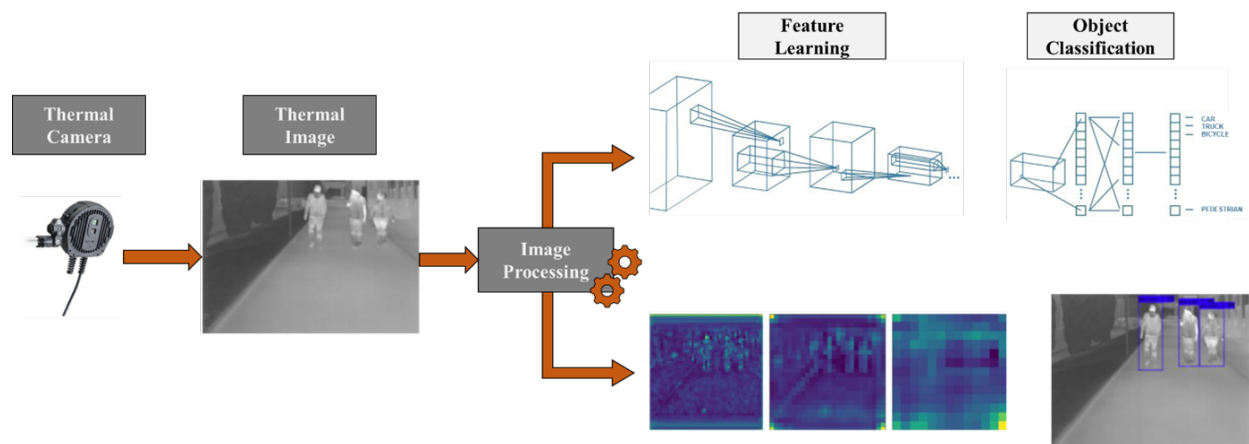 Feature
Learning
Object
Classification
Thermal
Camera
Thermal
Image
CAR
TRUCK
BICYCLE
PEDESTRIAN
Image
Processing